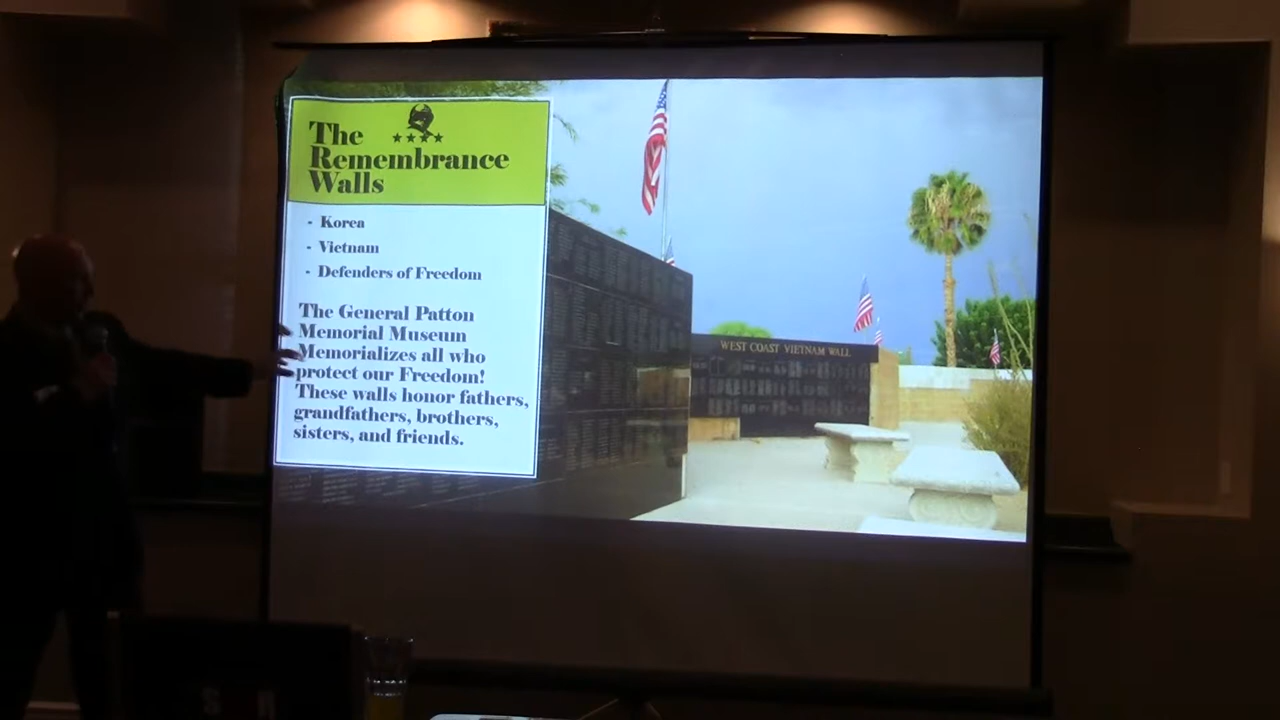 The
Remembrance
Walls
- Korea
- Vietnam
- Defenders of Freedom
The General Patton
Memorial Museum
Memorializes all who
protect our Freedom!
These walls honor fathers,
grandfathers, brothers,
sisters, and friends.
WEST COAST VIETNAM WALL